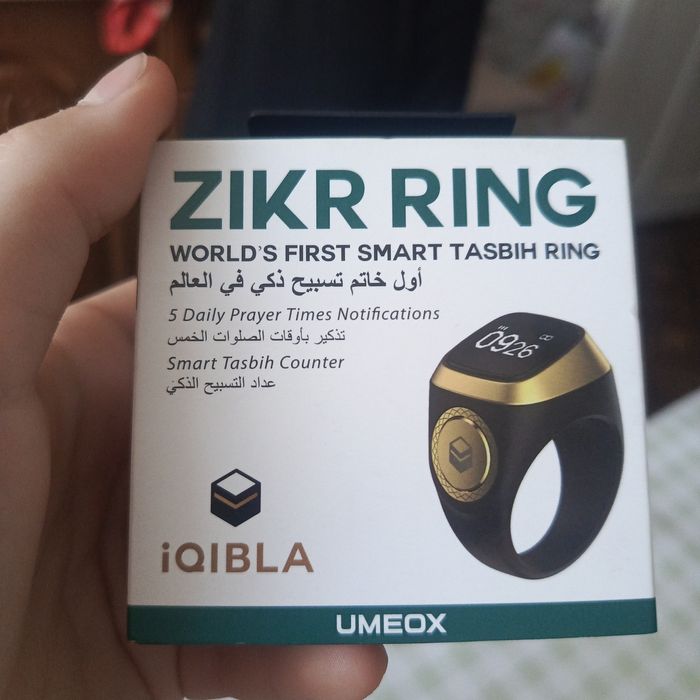 ZIKR RING
WORLD'S FIRST SMART TASBIH RING
أول خاتم تسبيح ذكي في العالم
5 Daily Prayer Times Notifications
تذكير بأوقات الصلوات الخمس
Smart Tasbih Counter
عداد التسبيح الذكي
0926
iQIBLA
UMEOX